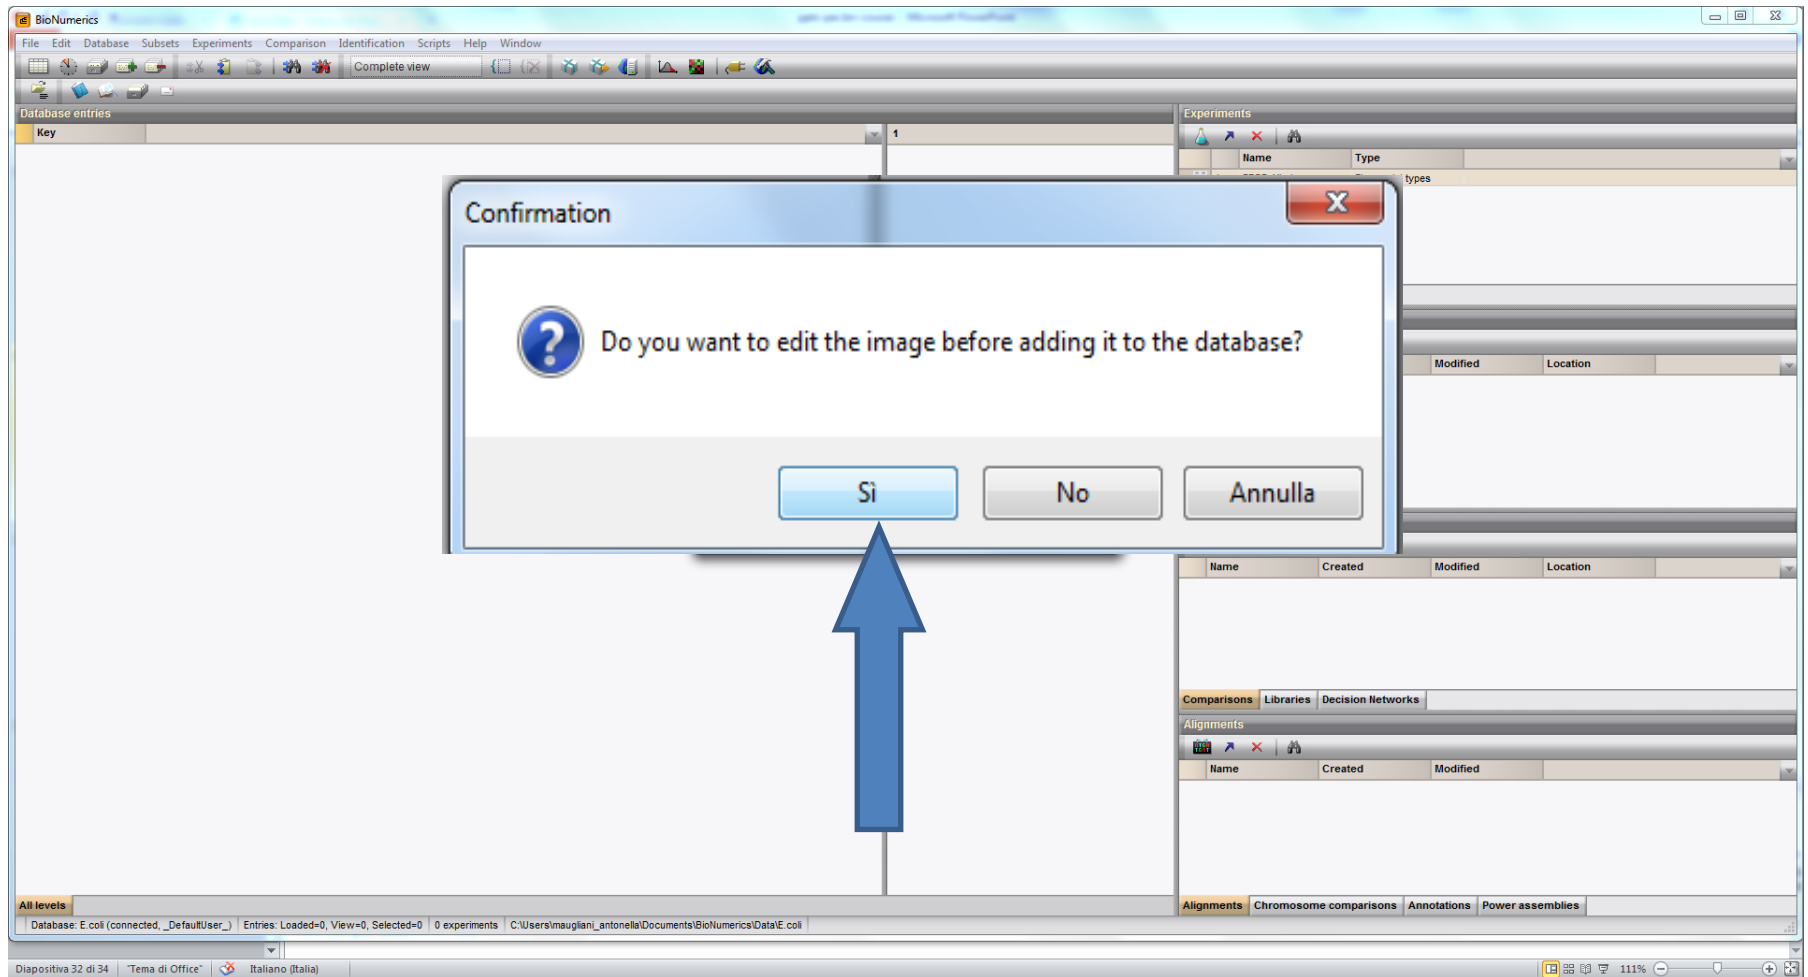 BioNumerics
File Edit Database Subsets Experiments Comparison Identification Scripts Help Window
Complete view
Database entries
Key
1
Experiments
Name Type
types
Confirmation
Do you want to edit the image before adding it to the database?
Sì No Annulla
Modified Location
Name Created Modified Location
Comparisons Libraries Decision Networks
Alignments
Name Created Modified
All levels
Alignments Chromosome comparisons Annotations Power assemblies
Database: E.coli (connected, _DefaultUser_) Entries: Loaded=0, View=0, Selected=0 0 experiments C:\Users\maugliani_antonella\Documents\BioNumerics\Data\E.coli
Diapositiva 32 di 34 "Tema di Office" Italiano (Italia) 111%